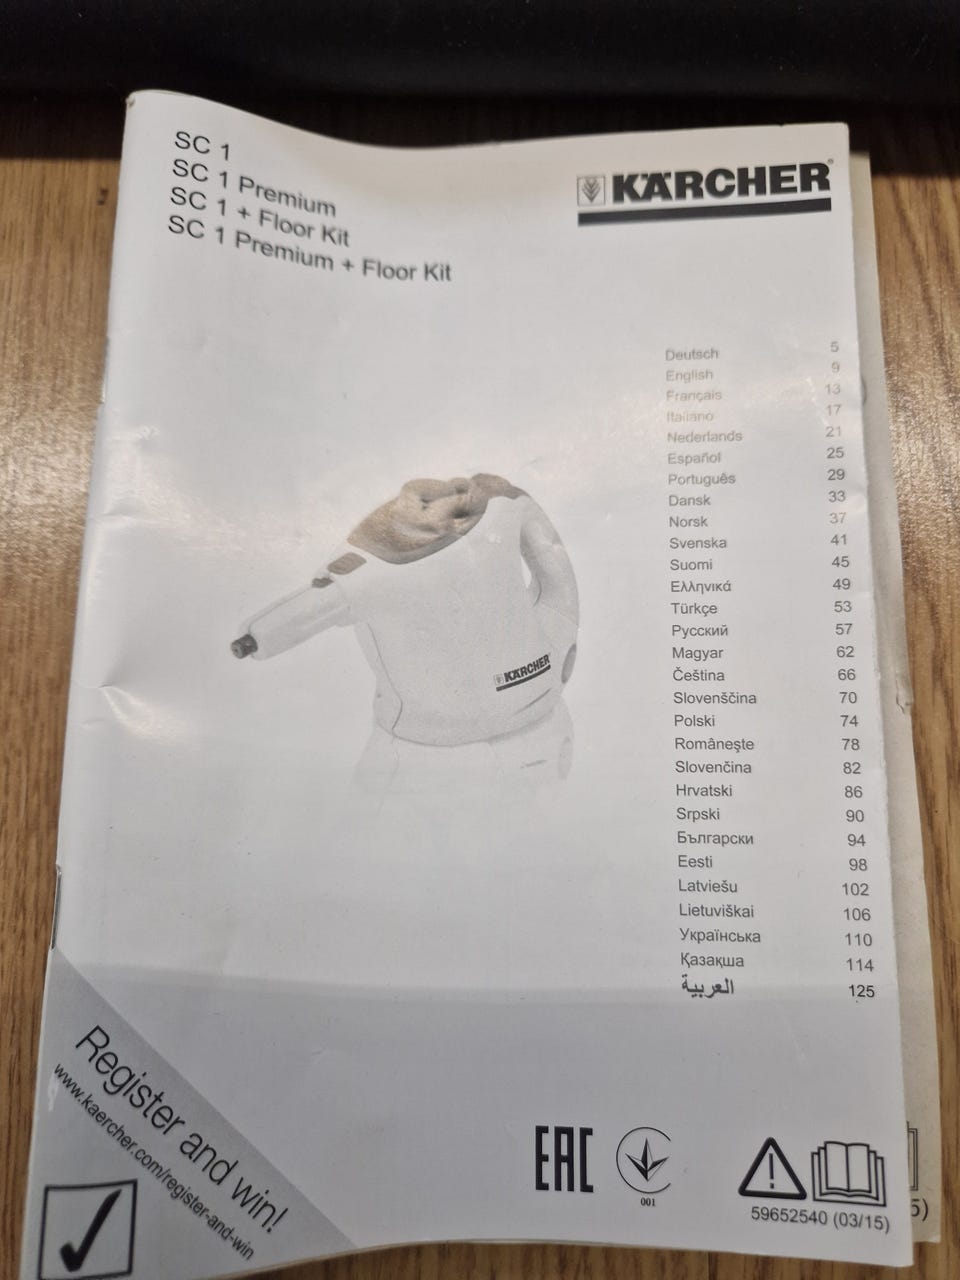 SC 1
SC 1 Premium
SC 1 + Floor Kit
SC 1 Premium + Floor Kit
KÄRCHER®
Deutsch 5
English 9
Français 13
Italiano 17
Nederlands 21
Español 25
Português 29
Dansk 33
Norsk 37
Svenska 41
Suomi 45
Ελληνικά 49
Türkçe 53
Русский 57
Magyar 62
Čeština 66
Slovenščina 70
Polski 74
Româneşte 78
Slovenčina 82
Hrvatski 86
Srpski 90
Български 94
Eesti 98
Latviešu 102
Lietuviškai 106
Українська 110
Қазақша 114
العربية 125
KÄRCHER
Register and win!
www.kaercher.com/register-and-win
EAC
001
59652540 (03/15)
5)